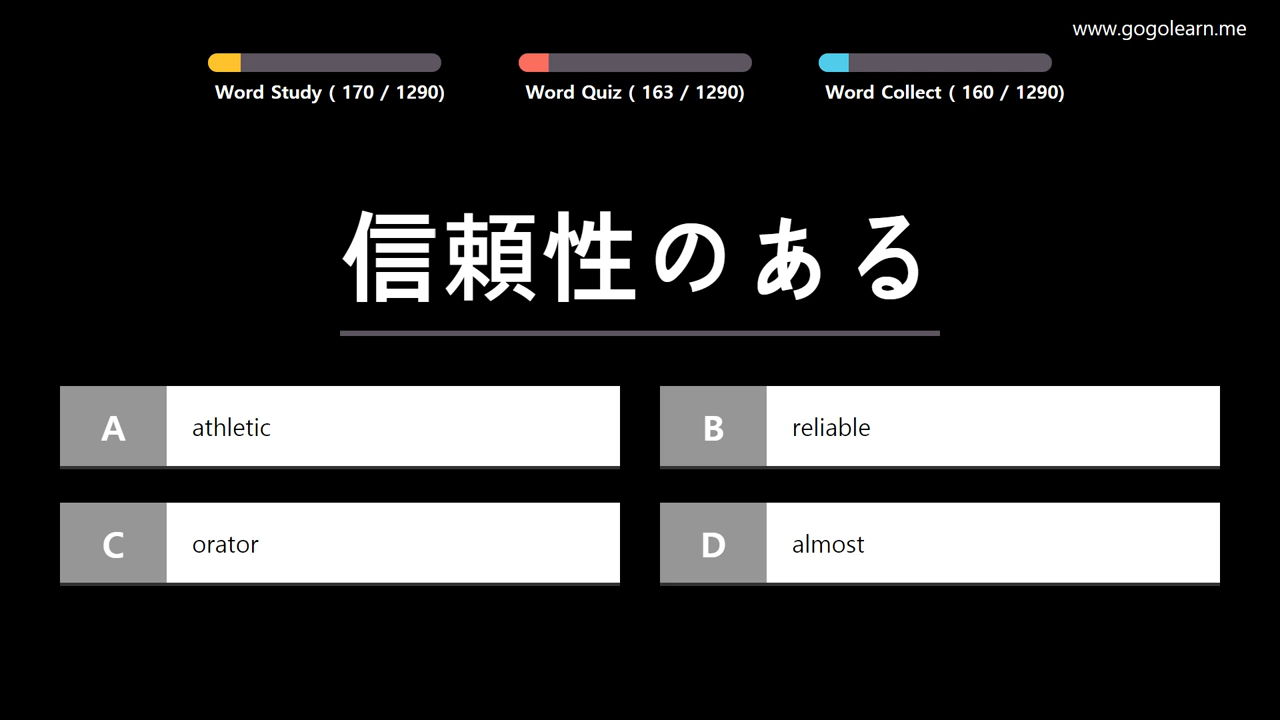 www.gogolearn.me
Word Study ( 170 / 1290)
Word Quiz ( 163 / 1290)
Word Collect ( 160 / 1290)
信頼性のある
A athletic
B reliable
C orator
D almost